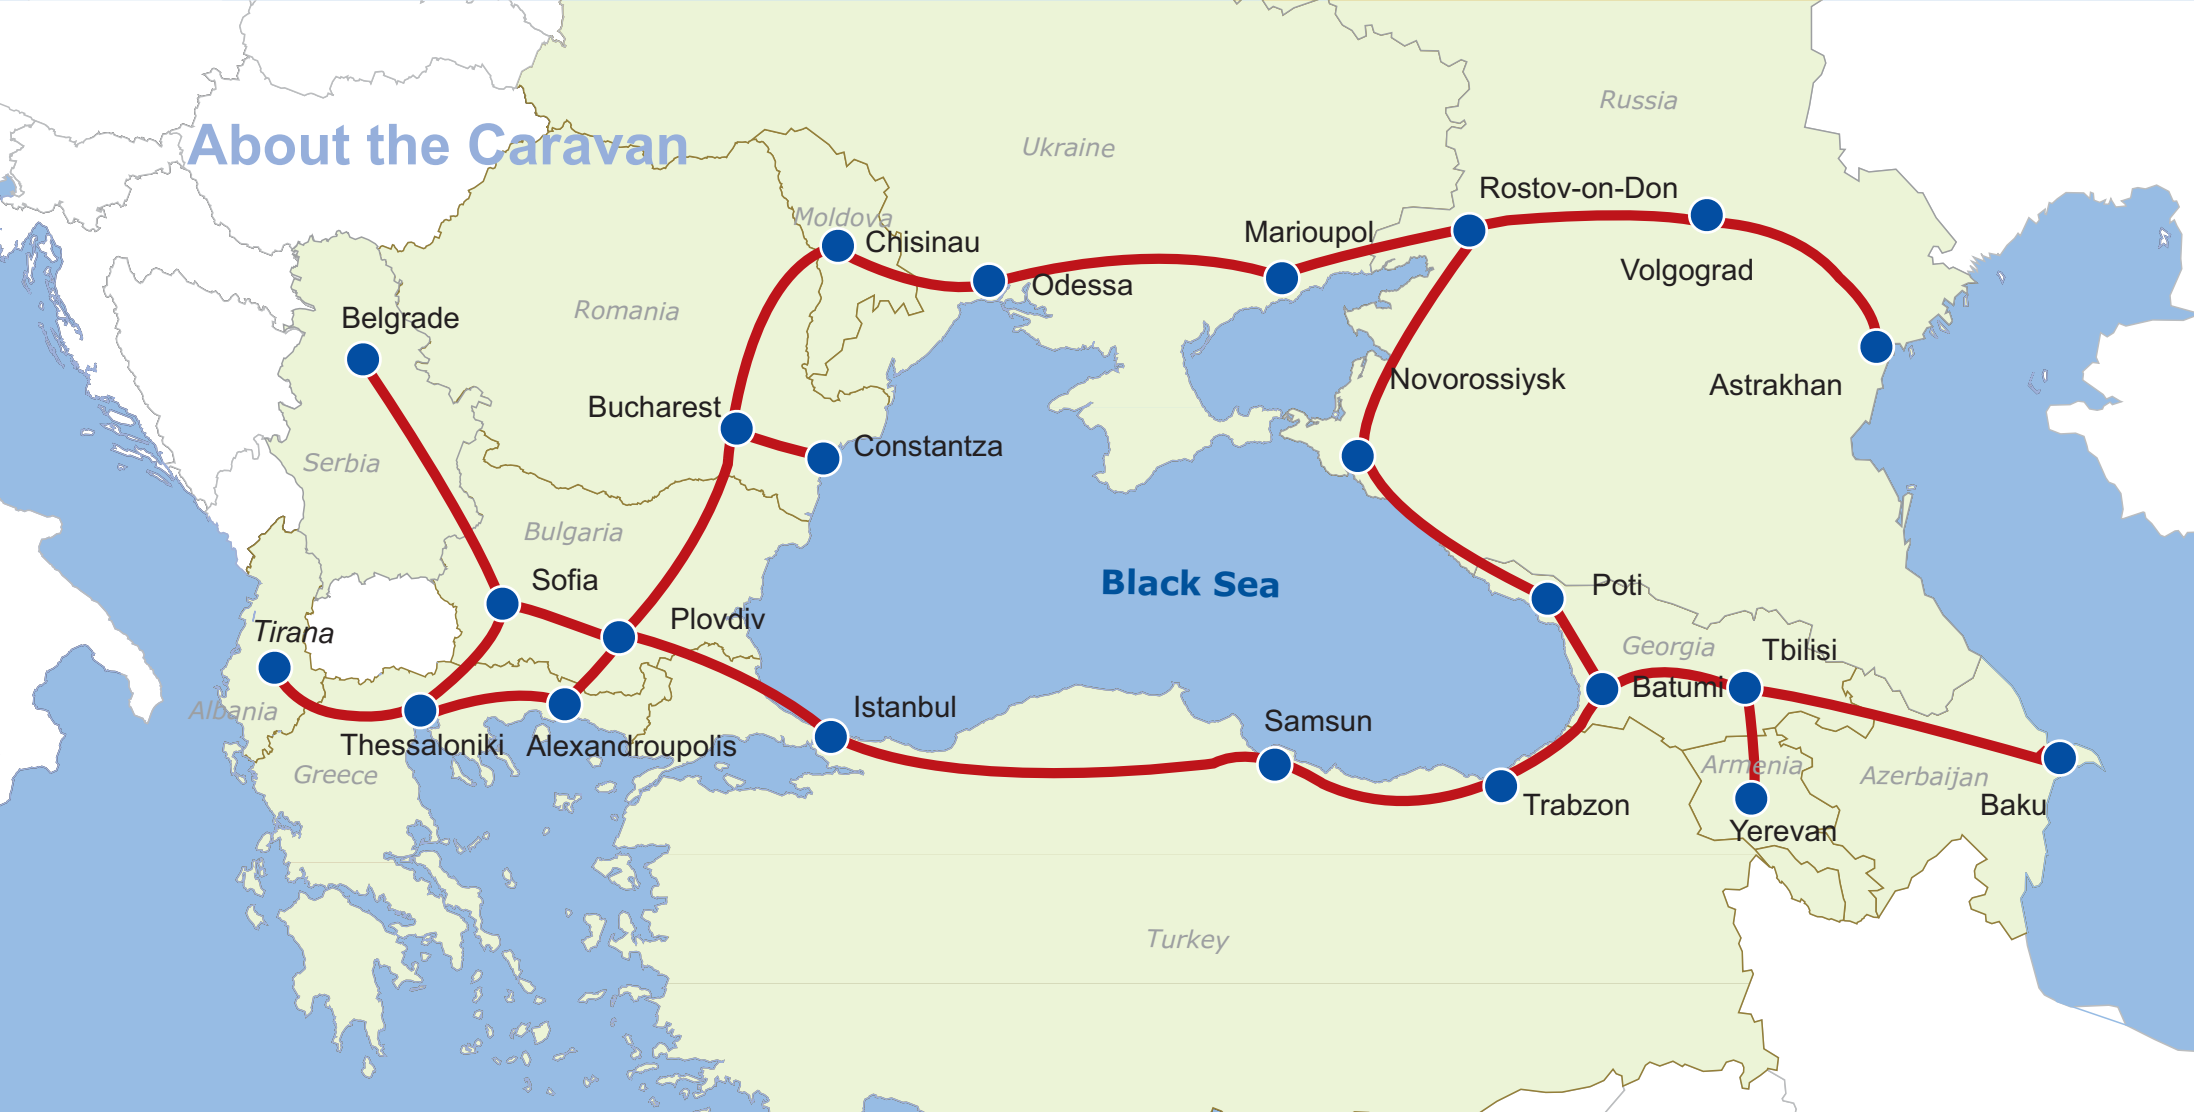 Russia
About the Caravan
Ukraine
Rostov-on-Don
Moldova
Marioupol
Chisinau
Volgograd
Odessa
Romania
Belgrade
Novorossiysk
Astrakhan
Bucharest
Constantza
Serbia
Bulgaria
Sofia
Black Sea
Poti
Plovdiv
Tirana
Georgia
Tbilisi
Batumi
Albania
Istanbul
Samsun
Thessaloniki
Alexandroupolis
Armenia
Greece
Azerbaijan
Trabzon
Baku
Yerevan
Turkey